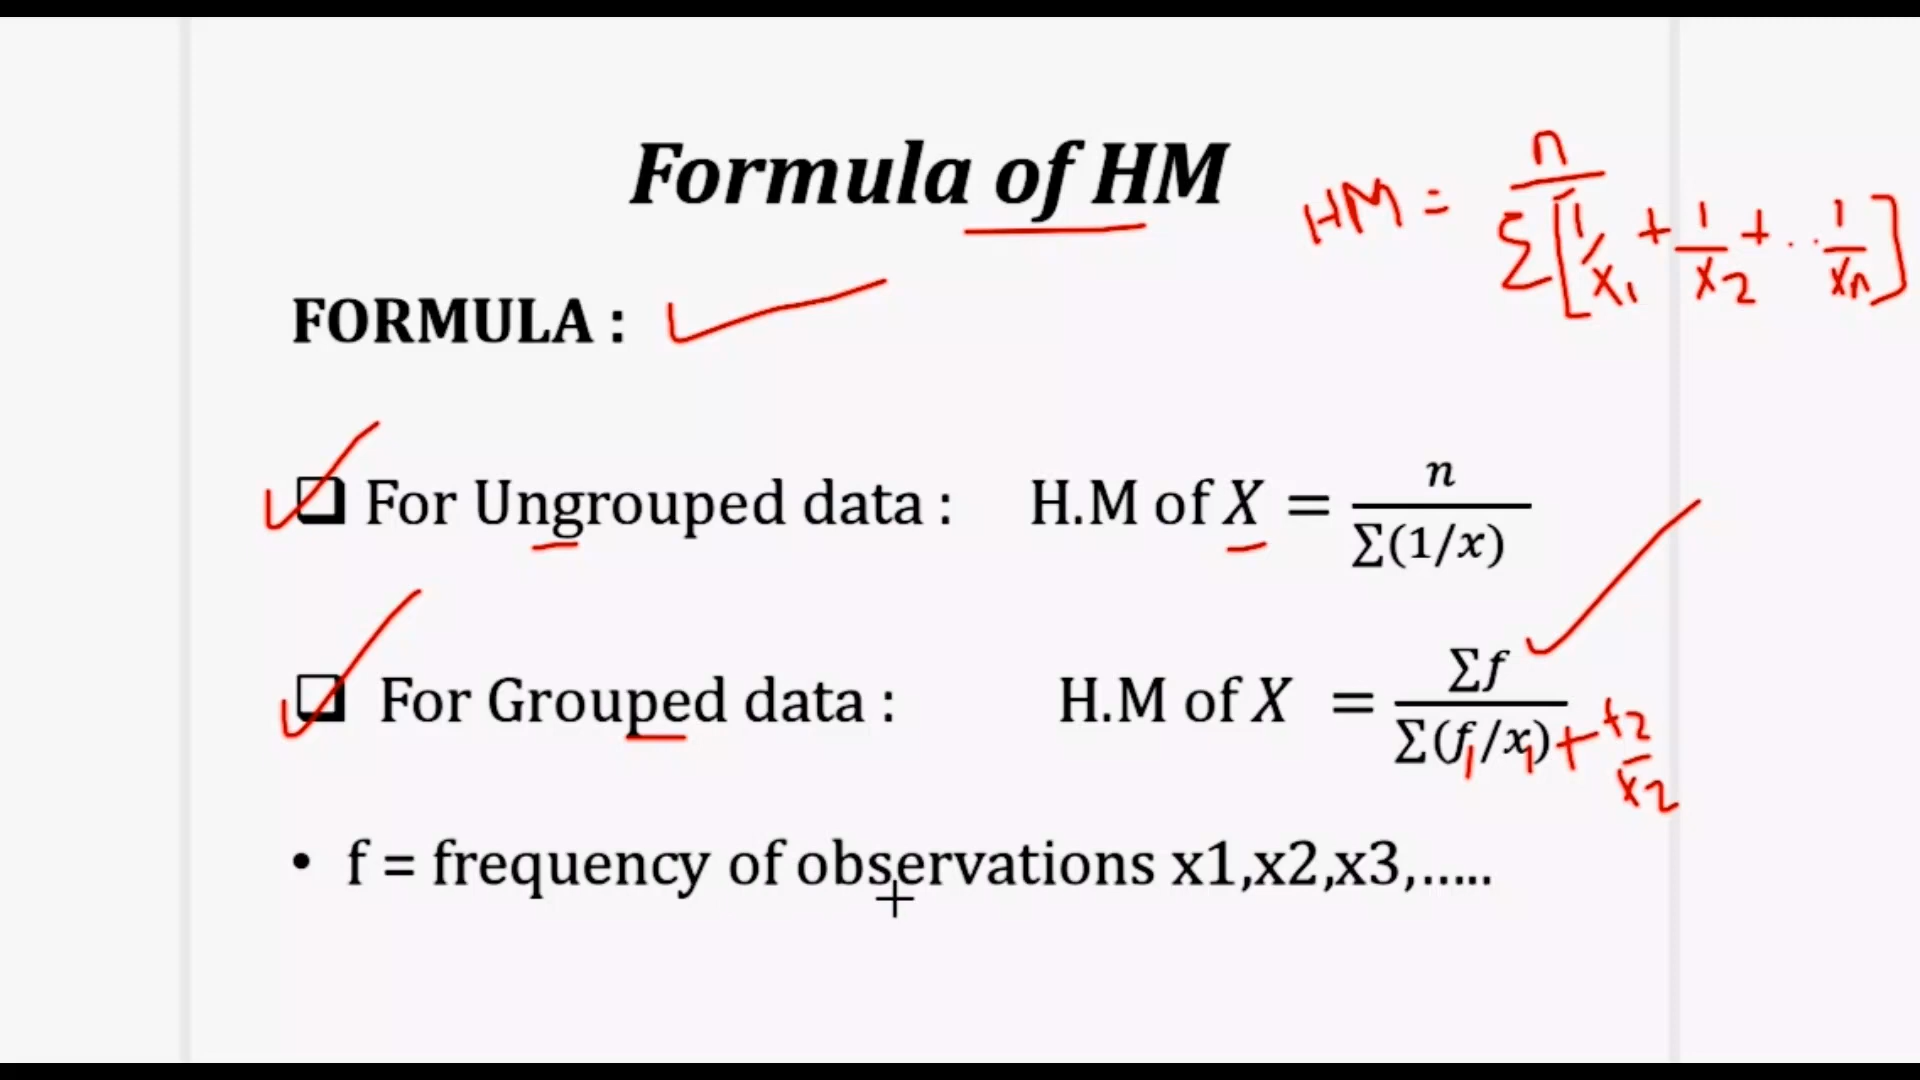 Formula of HM
HM = n / Σ[1/x₁ + 1/x₂ + .. 1/xn]
FORMULA :
For Ungrouped data : H.M of X = n / Σ(1/x)
For Grouped data : H.M of X = Σf / Σ(f₁/x₁) + f₂/x₂
• f = frequency of observations x1,x2,x3,.....